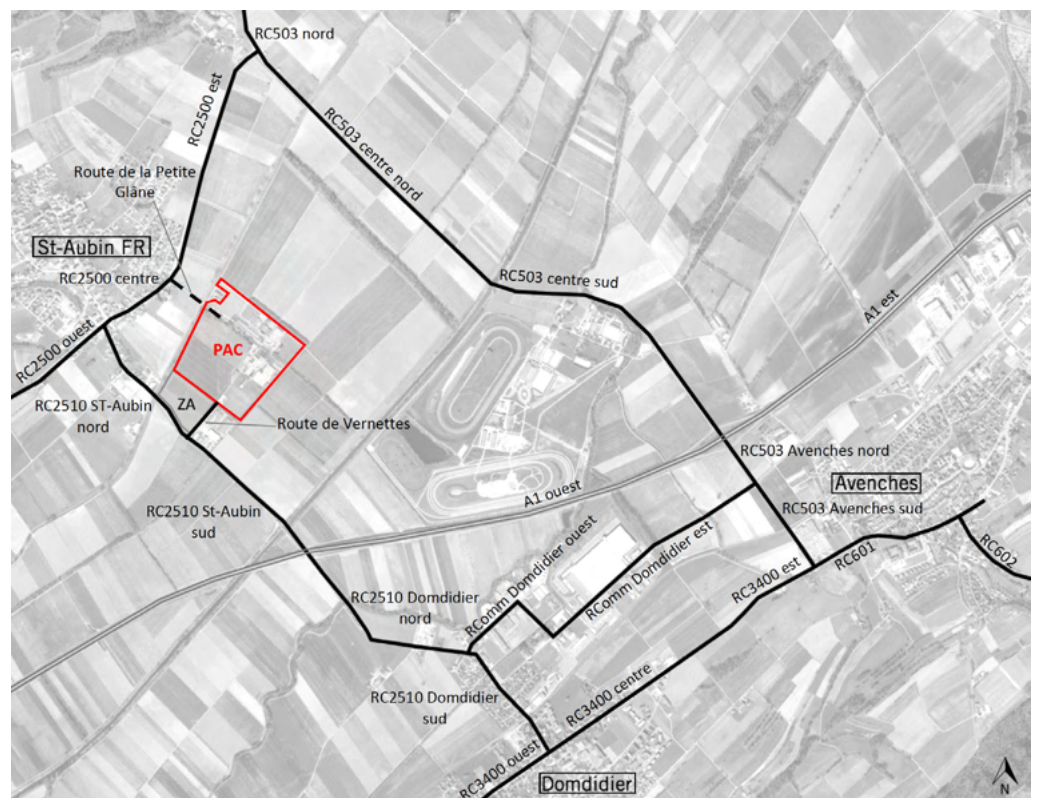 RC503 nord
RC2500 est
RC503 centre nord
Route de la Petite
Glâne
St-Aubin FR
RC2500 centre
RC503 centre sud
A1 est
RC2500 ouest
PAC
ZA
RC2510 ST-Aubin
nord
Route de Vernettes
RC503 Avenches nord
Avenches
A1 ouest
RC503 Avenches sud
RC2510 St-Aubin
sud
RComm Domdidier ouest
RComm Domdidier est
RC601
RC602
RC3400 est
RC2510 Domdidier
nord
RC2510 Domdidier
sud
RC3400 centre
RC3400 ouest
Domdidier
N